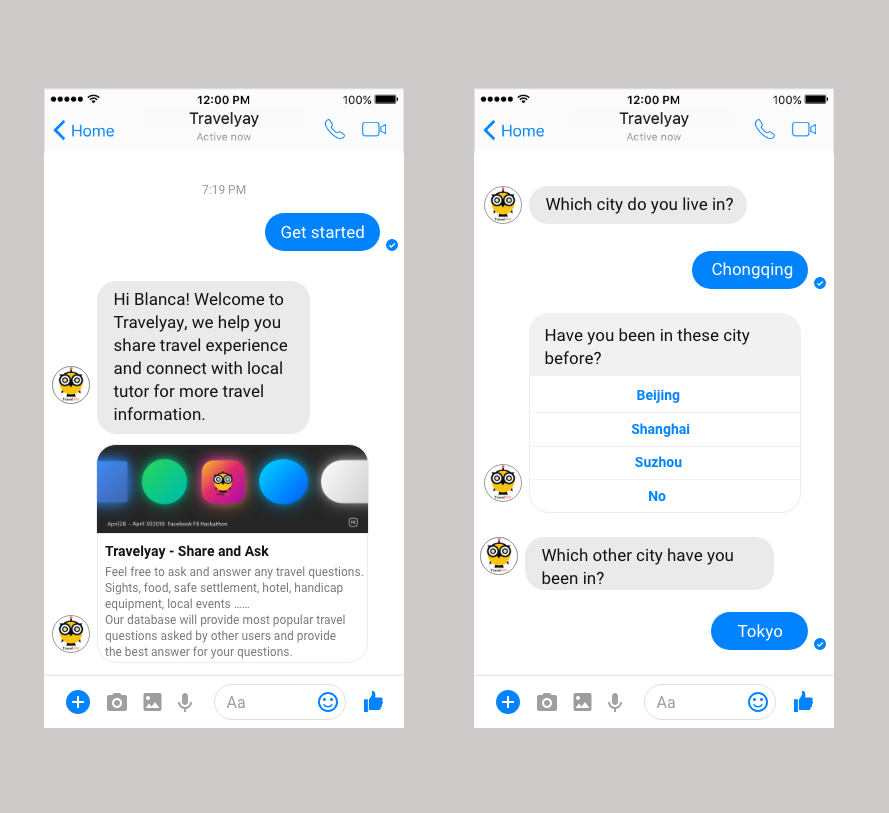 12:00 PM
100%
Home
Travelyay
Active now
7:19 PM
Get started
Hi Blanca! Welcome to
Travelyay, we help you
share travel experience
and connect with local
tutor for more travel
information.
April28 – April 302019 Facebook F8 Hackathon
F8
Travelyay - Share and Ask
Feel free to ask and answer any travel questions.
Sights, food, safe settlement, hotel, handicap
equipment, local events ......
Our database will provide most popular travel
questions asked by other users and provide
the best answer for your questions.
Aa
12:00 PM
100%
Home
Travelyay
Active now
Which city do you live in?
Chongqing
Have you been in these city
before?
Beijing
Shanghai
Suzhou
No
Which other city have you
been in?
Tokyo
Aa